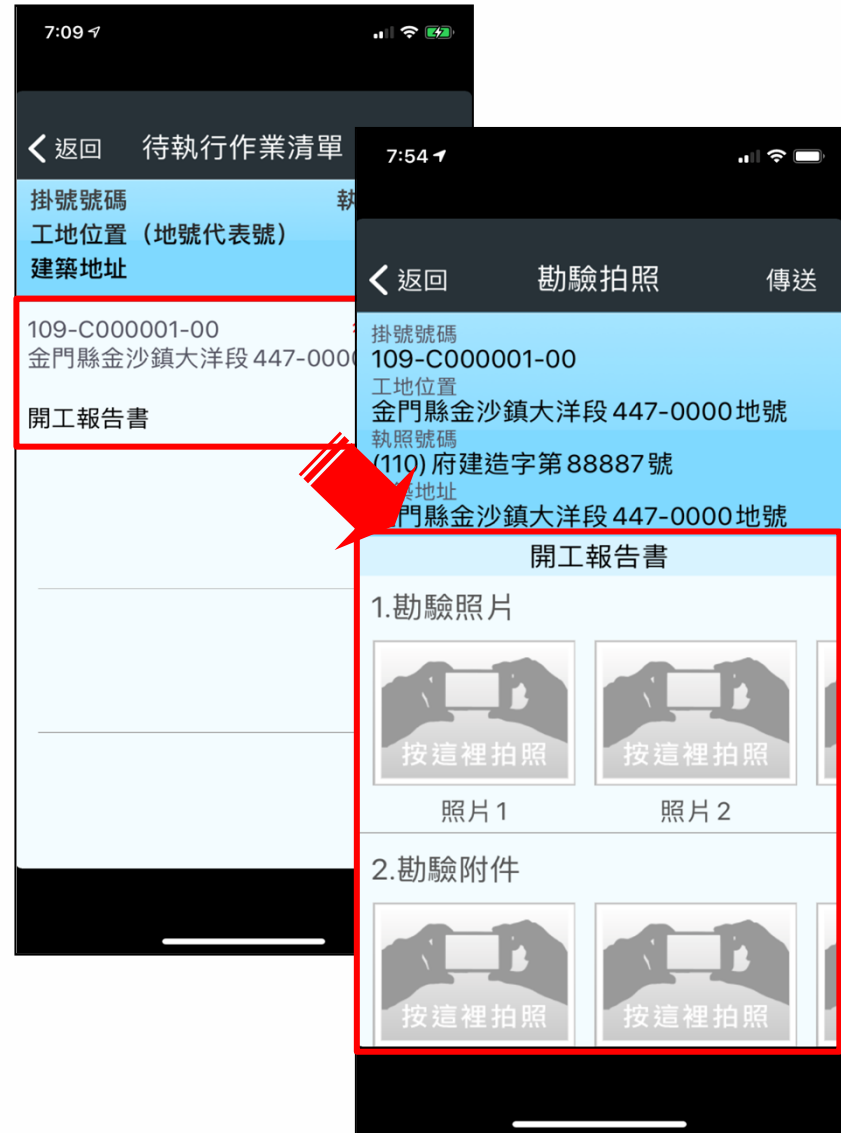 7:09
返回 待執行作業清單
掛號號碼
工地位置（地號代表號）
建築地址
109-C000001-00
金門縣金沙鎮大洋段447-000
開工報告書
7:54
返回 勘驗拍照 傳送
掛號號碼
109-C000001-00
工地位置
金門縣金沙鎮大洋段447-0000地號
執照號碼
(110)府建造字第88887號
地址
門縣金沙鎮大洋段447-0000地號
開工報告書
1.勘驗照片
按這裡拍照 按這裡拍照
照片1 照片2
2.勘驗附件
按這裡拍照 按這裡拍照